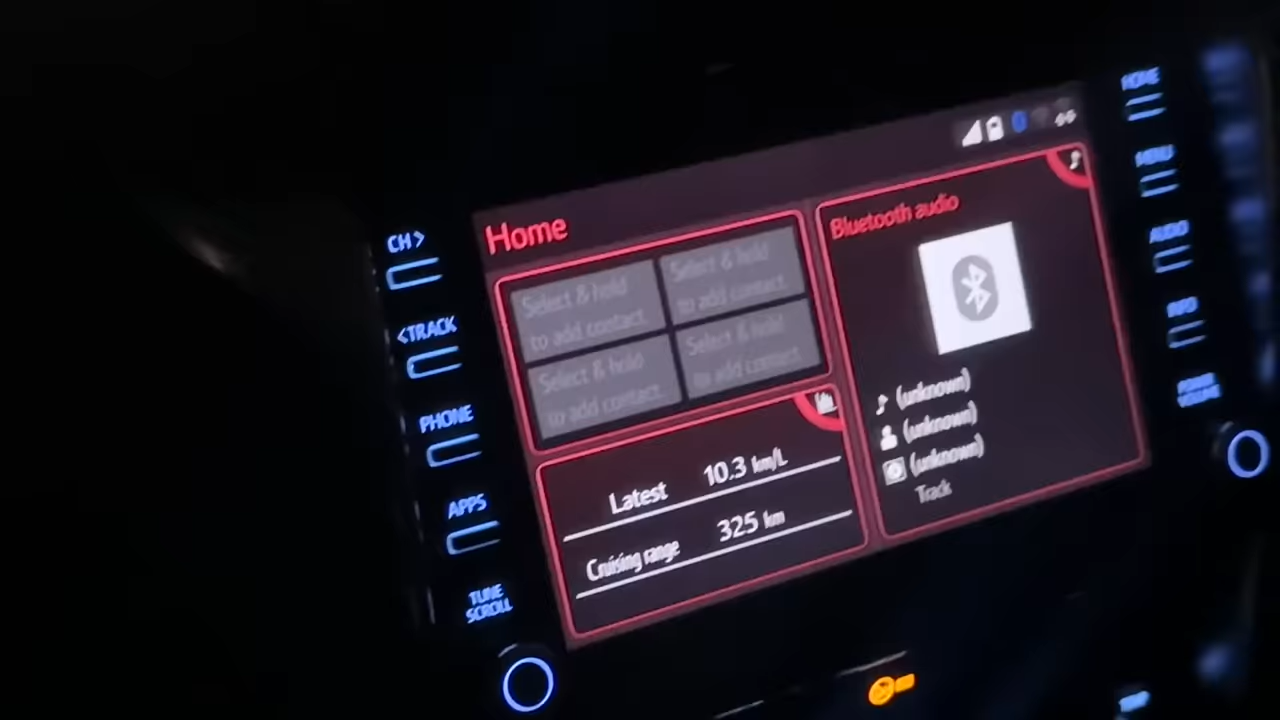 CH >
<TRACK
PHONE
APPS
TUNE
SCROLL
Home
Select & hold
to add contact.
Select & hold
to add contact.
Select & hold
to add contact.
Select & hold
to add contact.
Latest 10.3 km/L
Cruising range 325 km
Bluetooth audio
(unknown)
(unknown)
(unknown)
Track
HOME
MENU
AUDIO
INFO
POWER
VOLUME